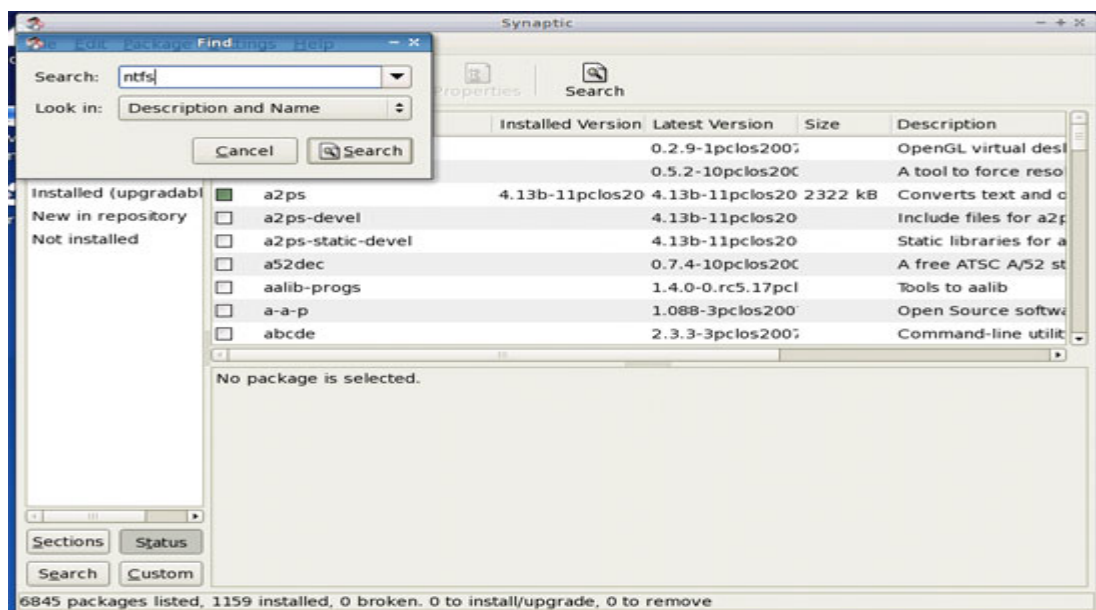 Synaptic
File Edit Package Settings Help
Find
Search: ntfs
Look in: Description and Name
Cancel Search
Properties Search
Installed Version Latest Version Size Description
0.2.9-1pclos2007 OpenGL virtual desl
0.5.2-10pclos200 A tool to force reso
Installed (upgradabl a2ps 4.13b-11pclos20 4.13b-11pclos20 2322 kB Converts text and o
New in repository a2ps-devel 4.13b-11pclos20 Include files for a2p
Not installed a2ps-static-devel 4.13b-11pclos20 Static libraries for a
a52dec 0.7.4-10pclos200 A free ATSC A/52 st
aalib-progs 1.4.0-0.rc5.17pcl Tools to aalib
a-a-p 1.088-3pclos200 Open Source softwa
abcde 2.3.3-3pclos2007 Command-line utilit
No package is selected.
Sections Status
Search Custom
6845 packages listed, 1159 installed, 0 broken. 0 to install/upgrade, 0 to remove